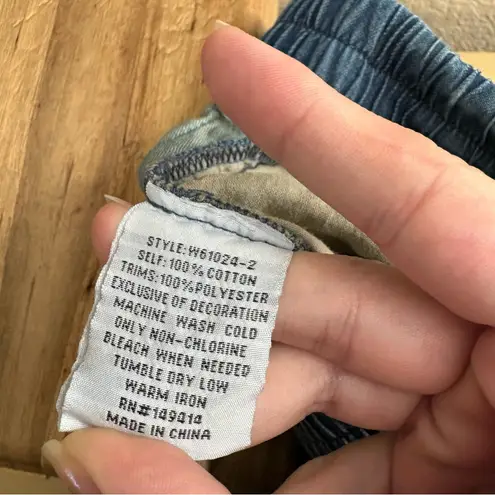 STYLE:W61024-2
SELF:100% COTTON
TRIMS:100%POLYESTER
EXCLUSIVE OF DECORATION
MACHINE WASH COLD
ONLY NON-CHLORINE
BLEACH WHEN NEEDED
TUMBLE DRY LOW
WARM IRON
RN#149414
MADE IN CHINA